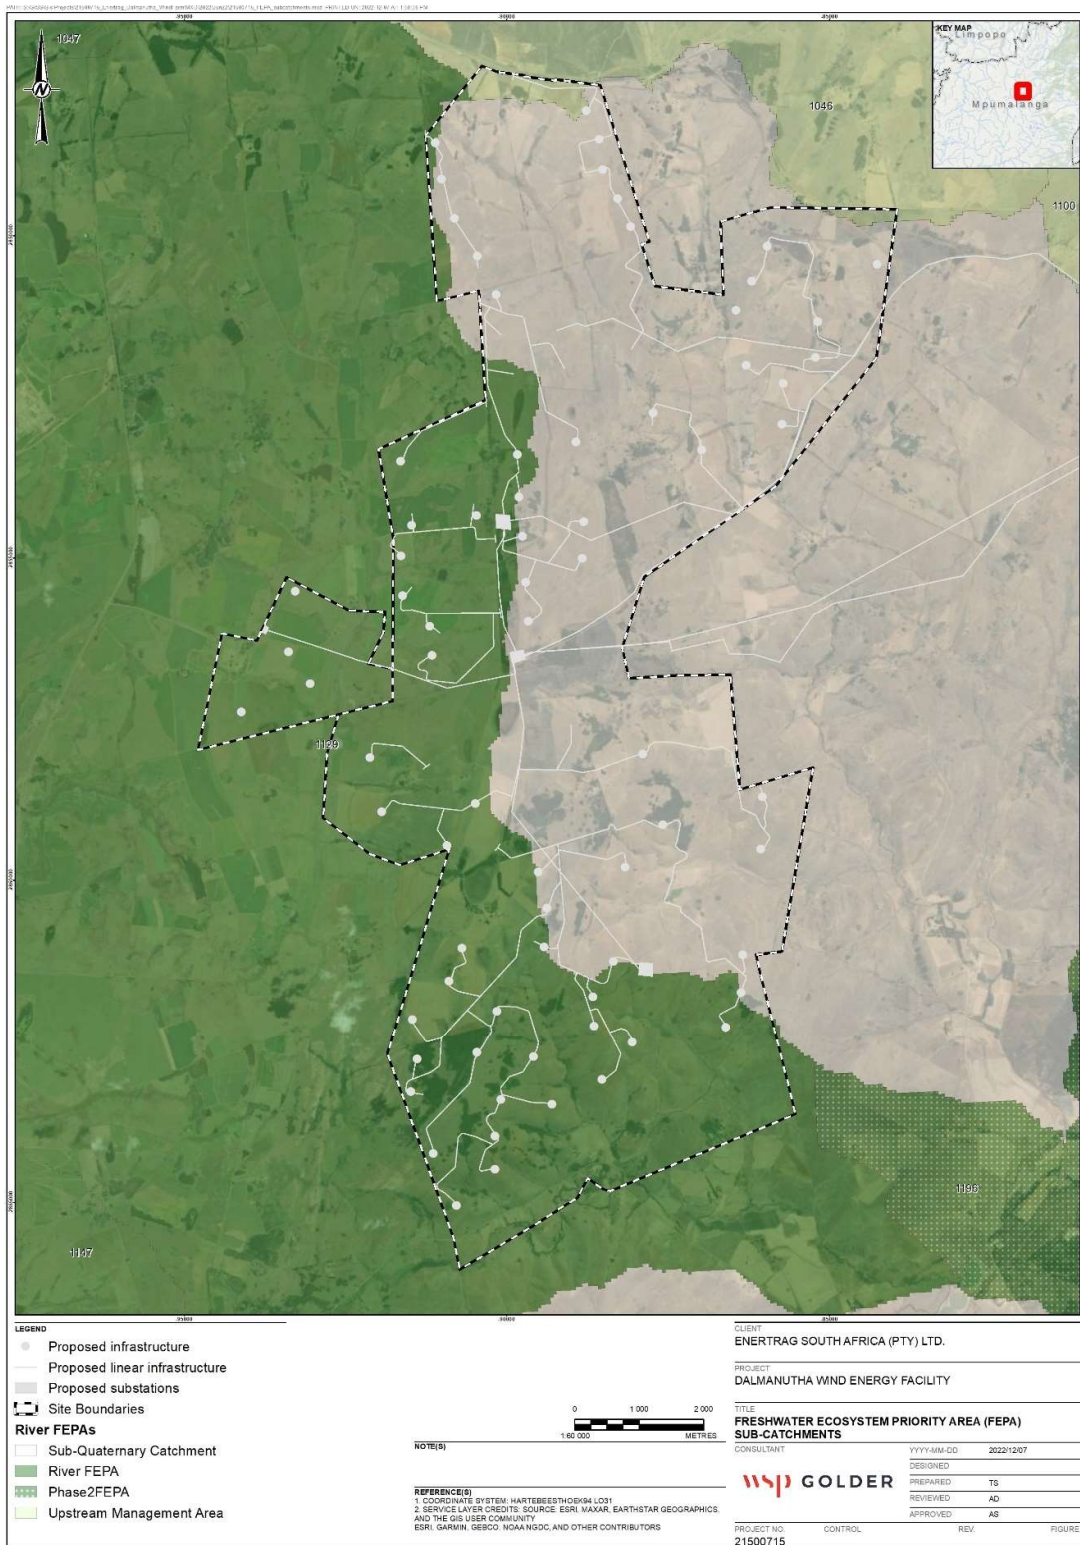 1047
1046
1100
KEY MAP
Limpopo
Mpumalanga
N
1129
1196
1147
LEGEND
Proposed infrastructure
Proposed linear infrastructure
Proposed substations
Site Boundaries
River FEPAs
Sub-Quaternary Catchment
River FEPA
Phase2FEPA
Upstream Management Area
0 1 000 2 000
1:60 000 METRES
NOTE(S)
REFERENCE(S)
1. COORDINATE SYSTEM: HARTEBEESTHOEK94 LO31
2. SERVICE LAYER CREDITS: SOURCE: ESRI, MAXAR, EARTHSTAR GEOGRAPHICS,
AND THE GIS USER COMMUNITY
ESRI, GARMIN, GEBCO, NOAA NGDC, AND OTHER CONTRIBUTORS
CLIENT
ENERTRAG SOUTH AFRICA (PTY) LTD.
PROJECT
DALMANUTHA WIND ENERGY FACILITY
TITLE
FRESHWATER ECOSYSTEM PRIORITY AREA (FEPA)
SUB-CATCHMENTS
CONSULTANT
wsp GOLDER
YYYY-MM-DD 2022/12/07
DESIGNED
PREPARED TS
REVIEWED AD
APPROVED AS
PROJECT NO. CONTROL REV. FIGURE
21500715